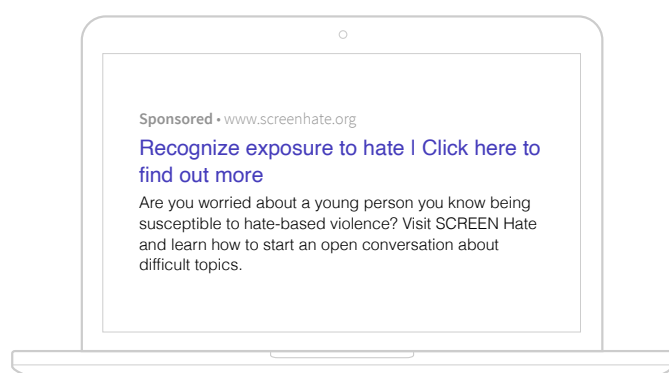 Sponsored • www.screenhate.org
Recognize exposure to hate | Click here to
find out more
Are you worried about a young person you know being
susceptible to hate-based violence? Visit SCREEN Hate
and learn how to start an open conversation about
difficult topics.